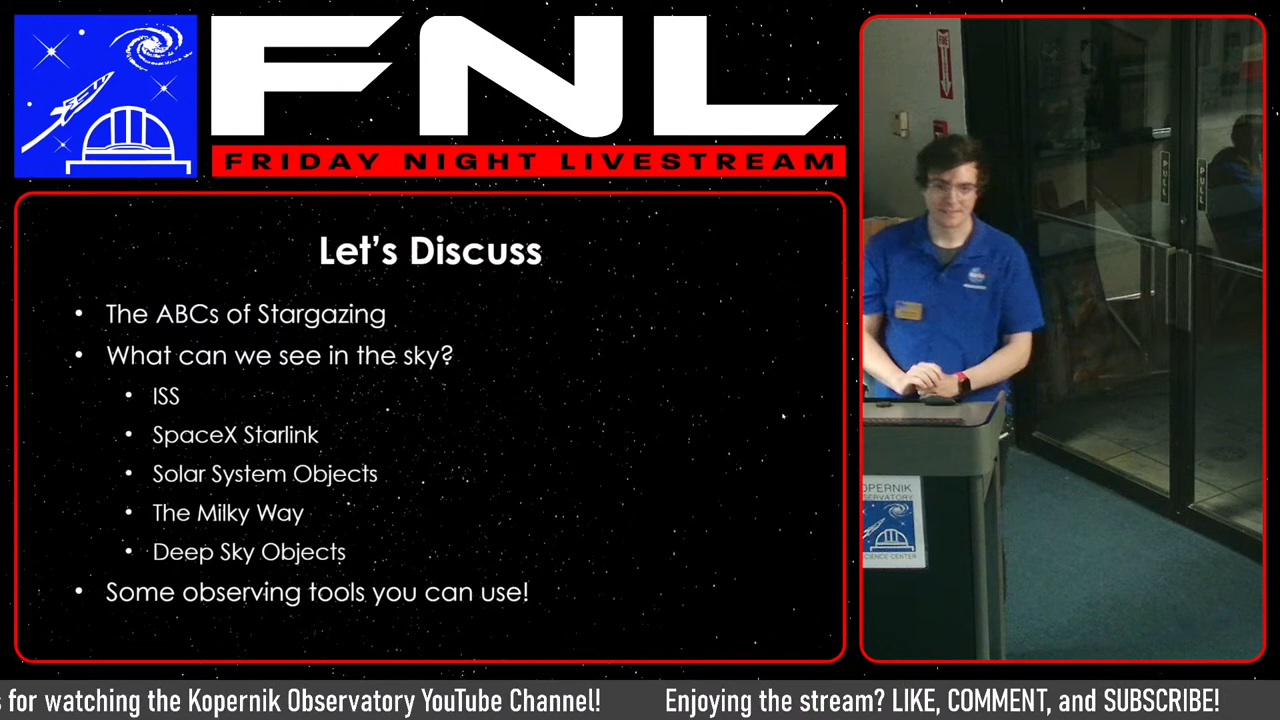 FNL
FRIDAY NIGHT LIVESTREAM
Let's Discuss
• The ABCs of Stargazing
• What can we see in the sky?
• ISS
• SpaceX Starlink
• Solar System Objects
• The Milky Way
• Deep Sky Objects
• Some observing tools you can use!
FIRE
PULL
PULL
OPERNIK
OBSERVATORY
CIENCE CENTER
s for watching the Kopernik Observatory YouTube Channel!
Enjoying the stream? LIKE, COMMENT, and SUBSCRIBE!